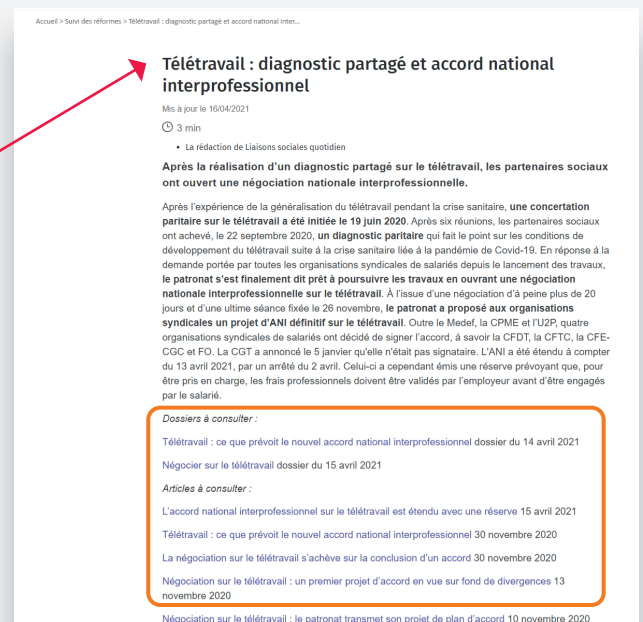 Accueil > Suivi des réformes > Télétravail : diagnostic partagé et accord national inter...
Télétravail : diagnostic partagé et accord national
interprofessionnel
Mis à jour le 16/04/2021
3 min
• La rédaction de Liaisons sociales quotidien
Après la réalisation d'un diagnostic partagé sur le télétravail, les partenaires sociaux
ont ouvert une négociation nationale interprofessionnelle.
Après l'expérience de la généralisation du télétravail pendant la crise sanitaire, une concertation
paritaire sur le télétravail a été initiée le 19 juin 2020. Après six réunions, les partenaires sociaux
ont achevé, le 22 septembre 2020, un diagnostic paritaire qui fait le point sur les conditions de
développement du télétravail suite à la crise sanitaire liée à la pandémie de Covid-19. En réponse à la
demande portée par toutes les organisations syndicales de salariés depuis le lancement des travaux,
le patronat s'est finalement dit prêt à poursuivre les travaux en ouvrant une négociation
nationale interprofessionnelle sur le télétravail. À l'issue d'une négociation d'à peine plus de 20
jours et d'une ultime séance fixée le 26 novembre, le patronat a proposé aux organisations
syndicales un projet d'ANI définitif sur le télétravail. Outre le Medef, la CPME et l'U2P, quatre
organisations syndicales de salariés ont décidé de signer l'accord, à savoir la CFDT, la CFTC, la CFE-
CGC et FO. La CGT a annoncé le 5 janvier qu'elle n'était pas signataire. L'ANI a été étendu à compter
du 13 avril 2021, par un arrêté du 2 avril. Celui-ci a cependant émis une réserve prévoyant que, pour
être pris en charge, les frais professionnels doivent être validés par l'employeur avant d'être engagés
par le salarié.
Dossiers à consulter :
Télétravail : ce que prévoit le nouvel accord national interprofessionnel dossier du 14 avril 2021
Négocier sur le télétravail dossier du 15 avril 2021
Articles à consulter :
L'accord national interprofessionnel sur le télétravail est étendu avec une réserve 15 avril 2021
Télétravail : ce que prévoit le nouvel accord national interprofessionnel 30 novembre 2020
La négociation sur le télétravail s'achève sur la conclusion d'un accord 30 novembre 2020
Négociation sur le télétravail : un premier projet d'accord en vue sur fond de divergences 13
novembre 2020
Négociation sur le télétravail : le patronat transmet son projet de plan d'accord 10 novembre 2020